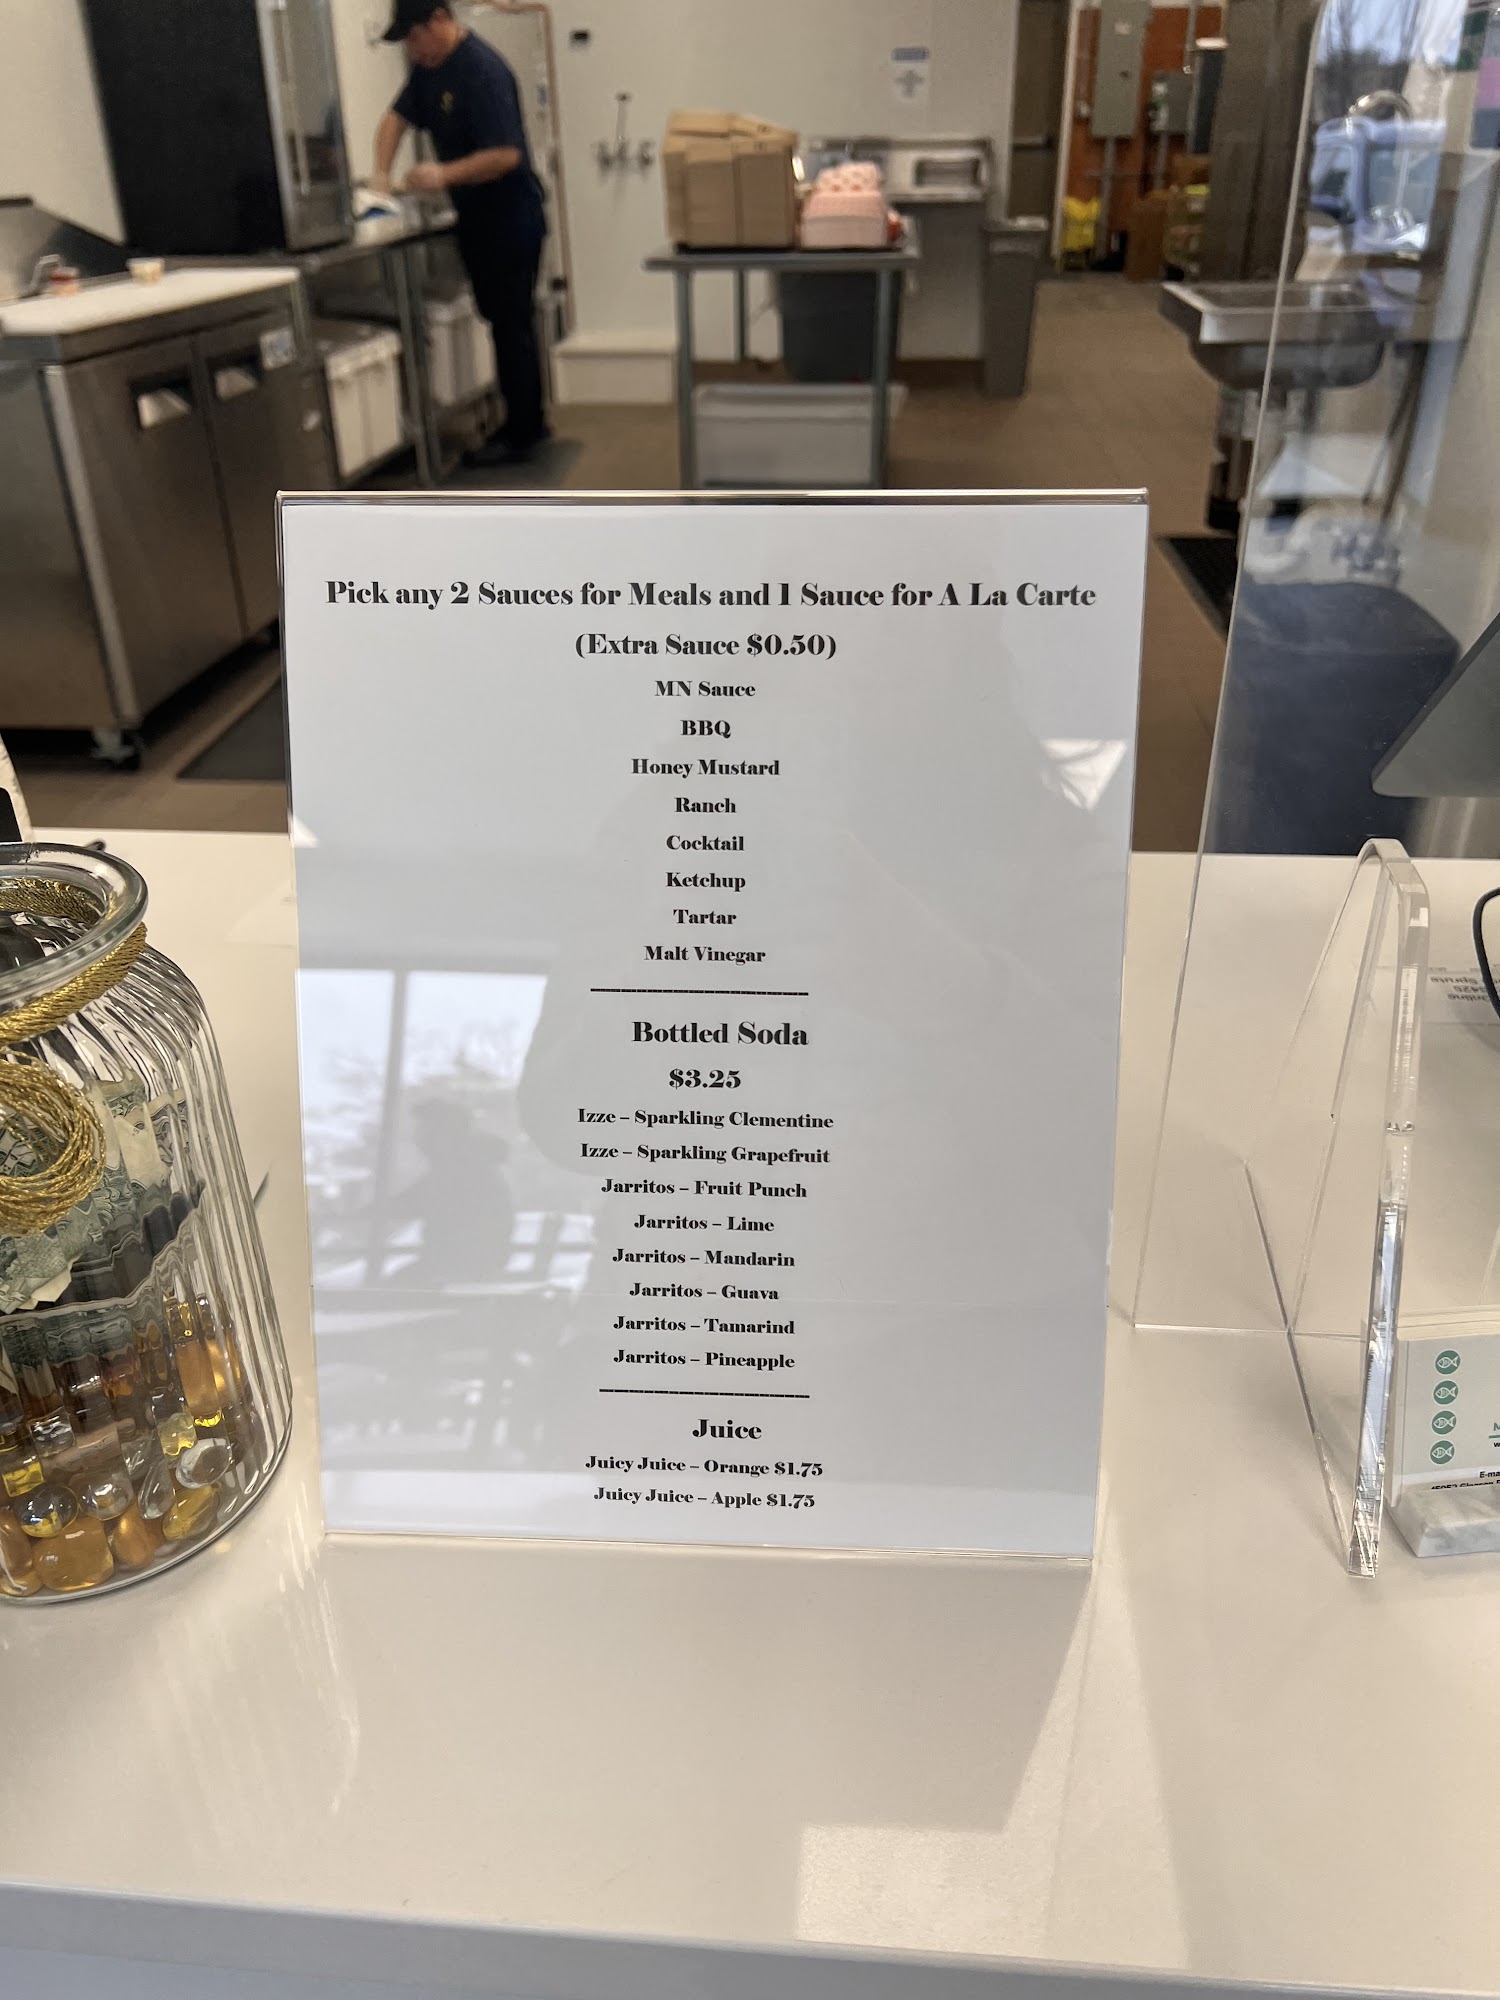 Pick any 2 Sauces for Meals and 1 Sauce for A La Carte
(Extra Sauce $0.50)
MN Sauce
BBQ
Honey Mustard
Ranch
Cocktail
Ketchup
Tartar
Malt Vinegar
Bottled Soda
$3.25
Izze – Sparkling Clementine
Izze – Sparkling Grapefruit
Jarritos – Fruit Punch
Jarritos – Lime
Jarritos – Mandarin
Jarritos – Guava
Jarritos – Tamarind
Jarritos – Pineapple
Juice
Juicy Juice – Orange $1.75
Juicy Juice – Apple $1.75